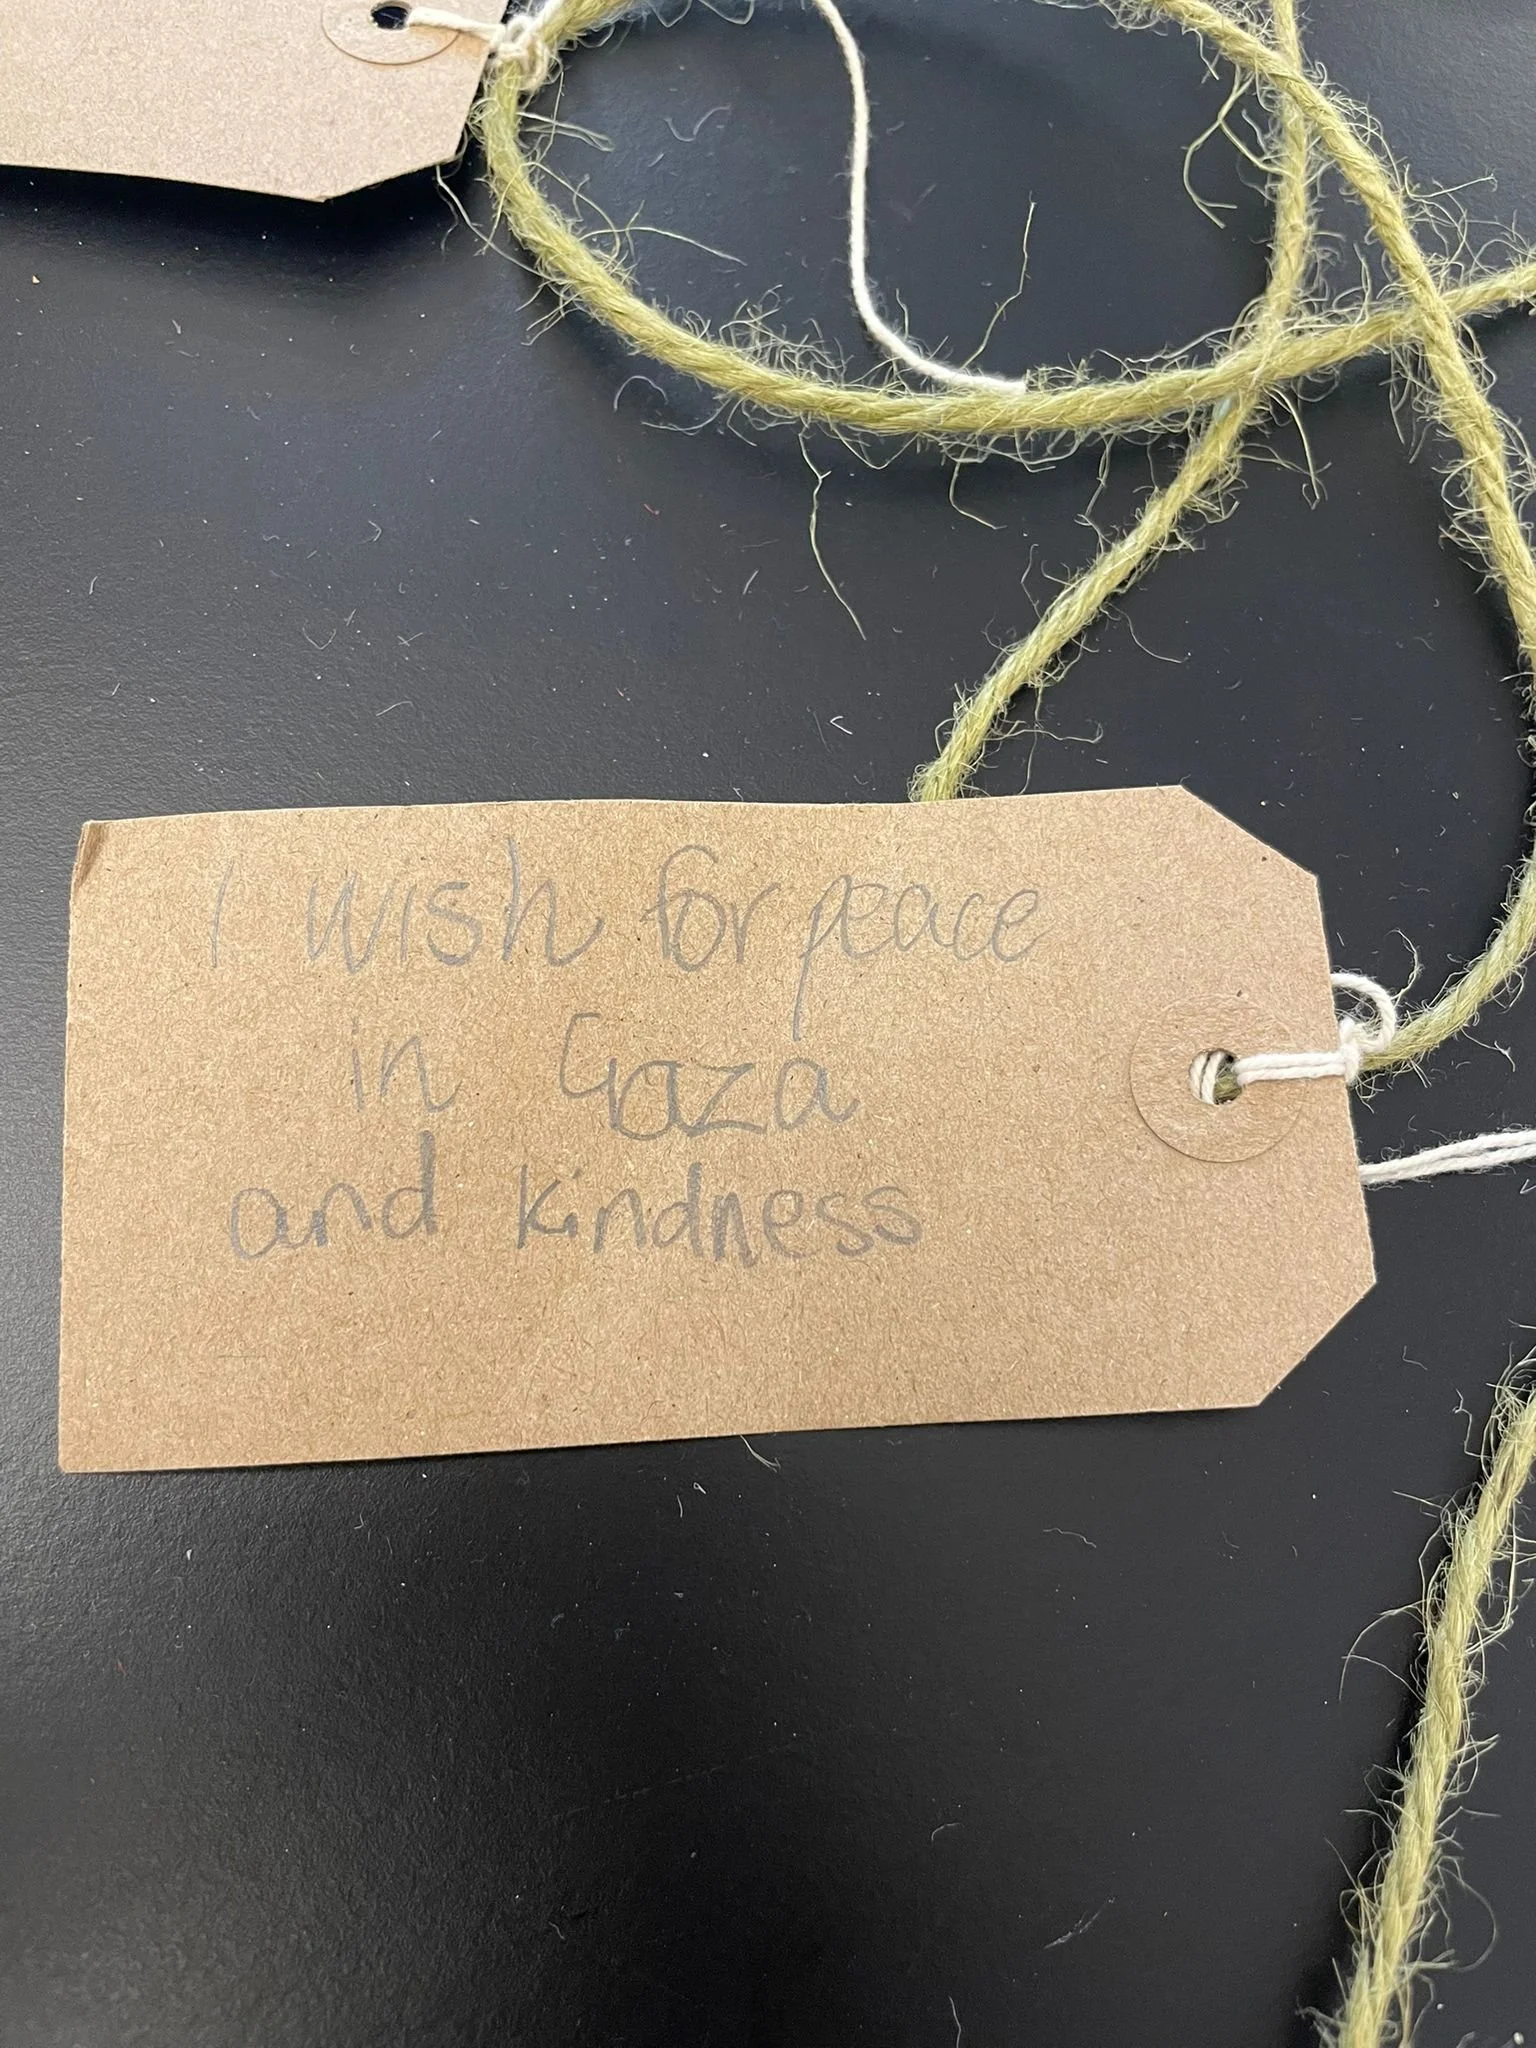 I wish for peace
in Gaza
and kindness